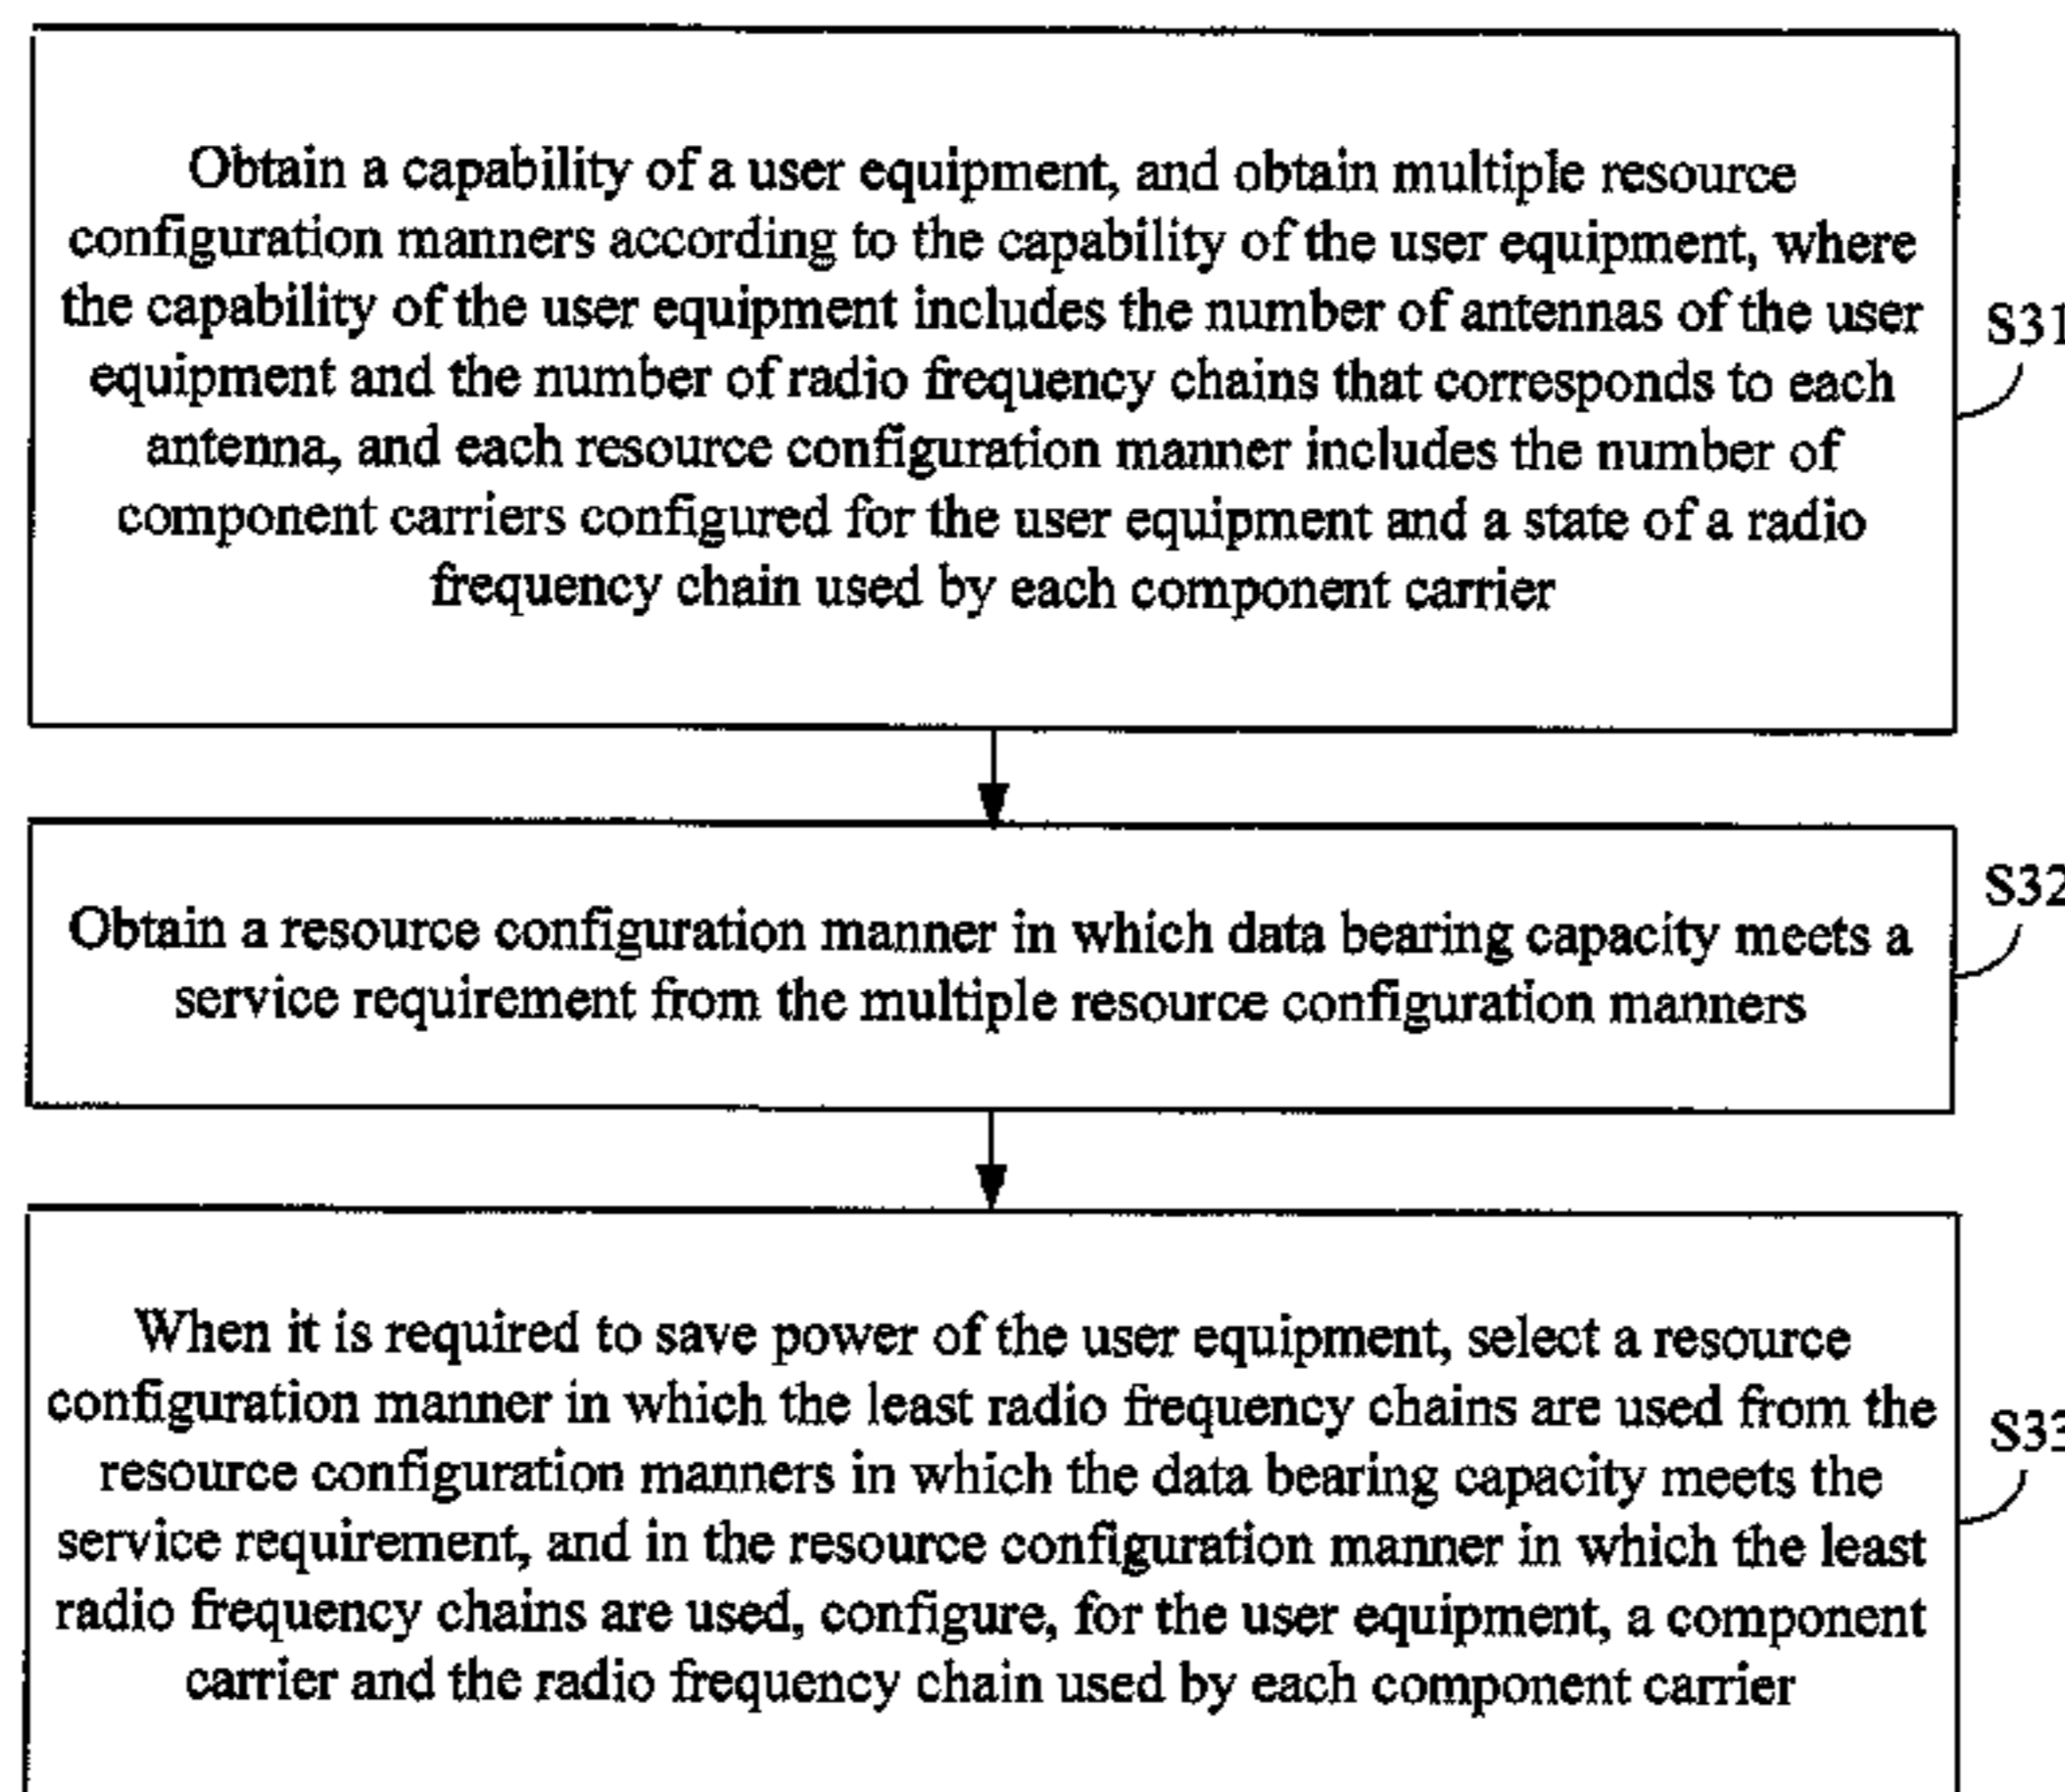 Obtain a capability of a user equipment, and obtain multiple resource
configuration manners according to the capability of the user equipment, where
the capability of the user equipment includes the number of antennas of the user
equipment and the number of radio frequency chains that corresponds to each
antenna, and each resource configuration manner includes the number of
component carriers configured for the user equipment and a state of a radio
frequency chain used by each component carrier
S31
Obtain a resource configuration manner in which data bearing capacity meets a
service requirement from the multiple resource configuration manners
S32
When it is required to save power of the user equipment, select a resource
configuration manner in which the least radio frequency chains are used from the
resource configuration manners in which the data bearing capacity meets the
service requirement, and in the resource configuration manner in which the least
radio frequency chains are used, configure, for the user equipment, a component
carrier and the radio frequency chain used by each component carrier
S33